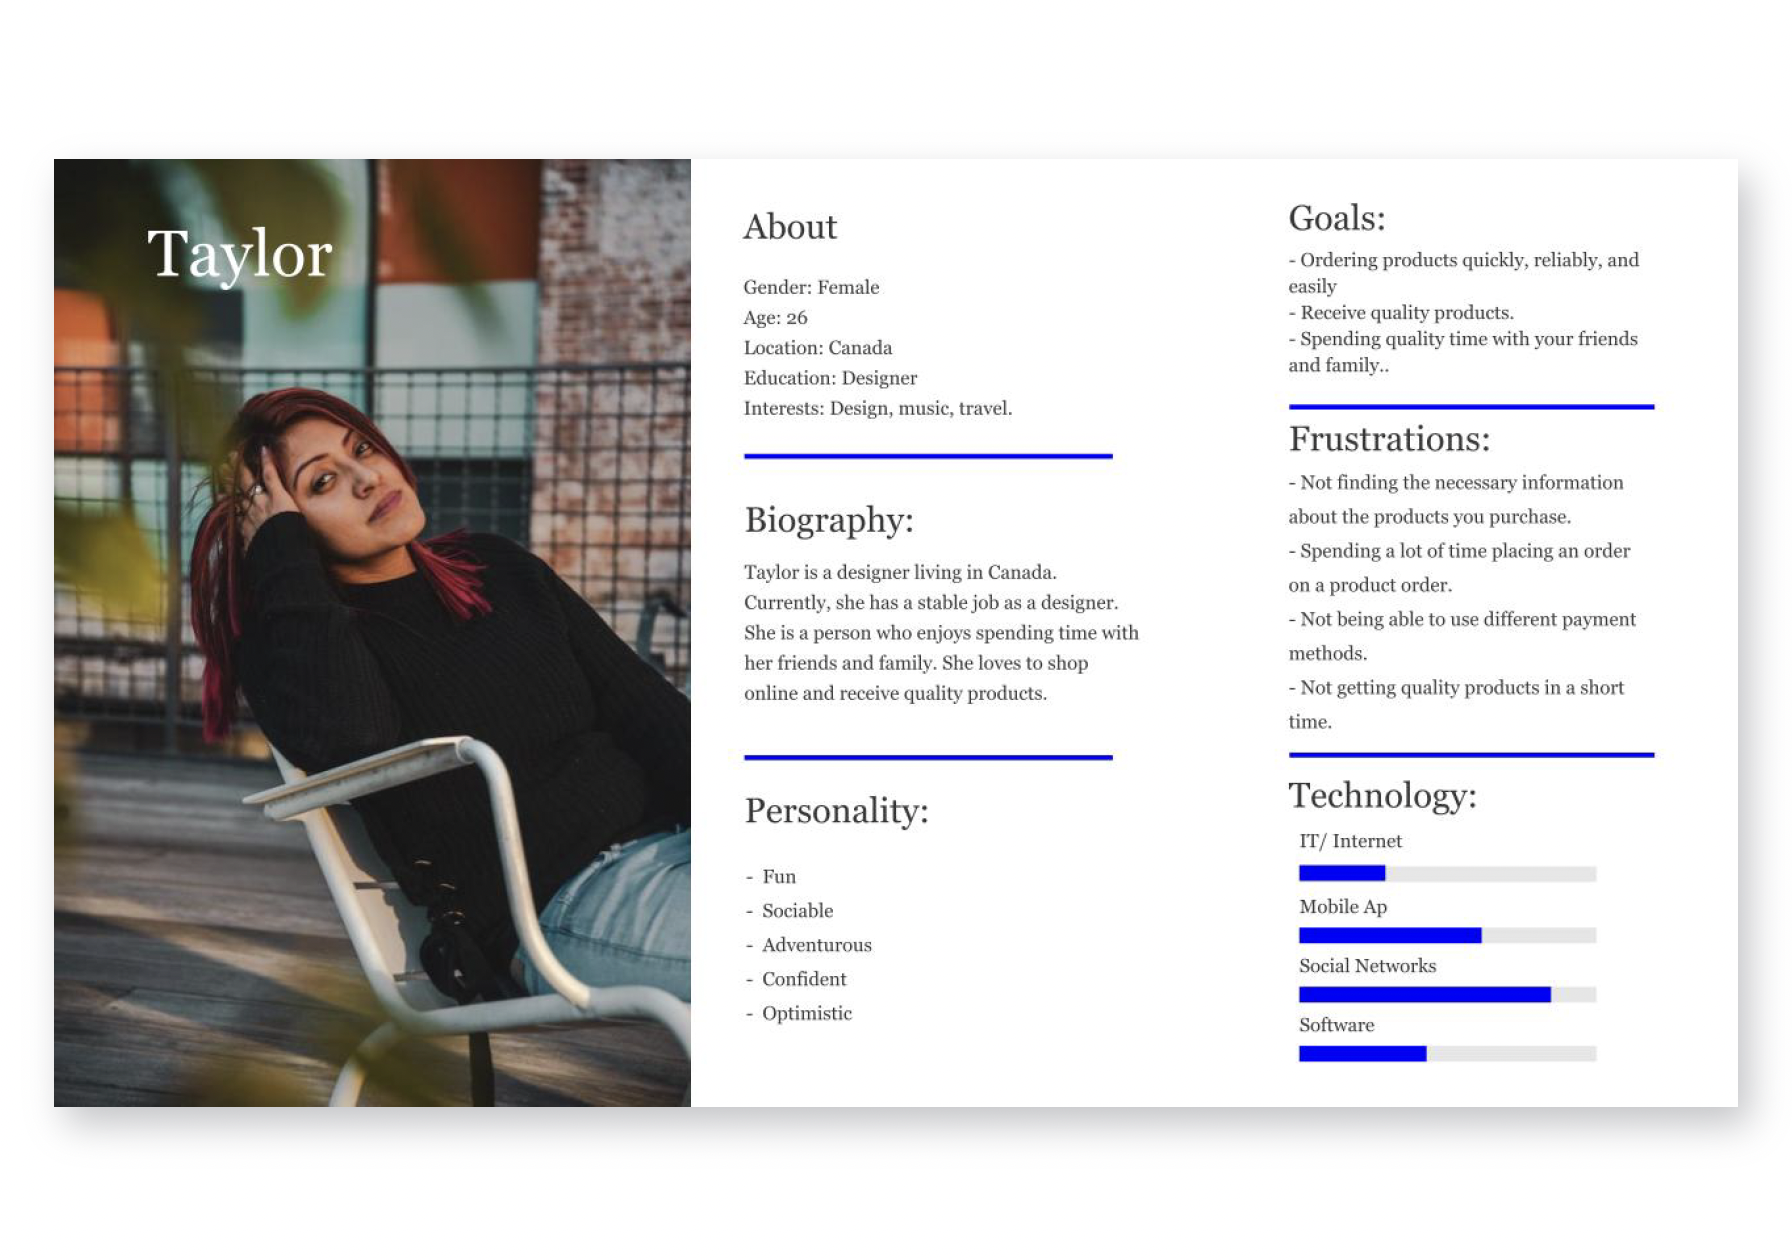 Taylor
About
Gender: Female
Age: 26
Location: Canada
Education: Designer
Interests: Design, music, travel.
Biography:
Taylor is a designer living in Canada.
Currently, she has a stable job as a designer.
She is a person who enjoys spending time with
her friends and family. She loves to shop
online and receive quality products.
Personality:
- Fun
- Sociable
- Adventurous
- Confident
- Optimistic
Goals:
- Ordering products quickly, reliably, and
easily
- Receive quality products.
- Spending quality time with your friends
and family..
Frustrations:
- Not finding the necessary information
about the products you purchase.
- Spending a lot of time placing an order
on a product order.
- Not being able to use different payment
methods.
- Not getting quality products in a short
time.
Technology:
IT/ Internet
Mobile Ap
Social Networks
Software